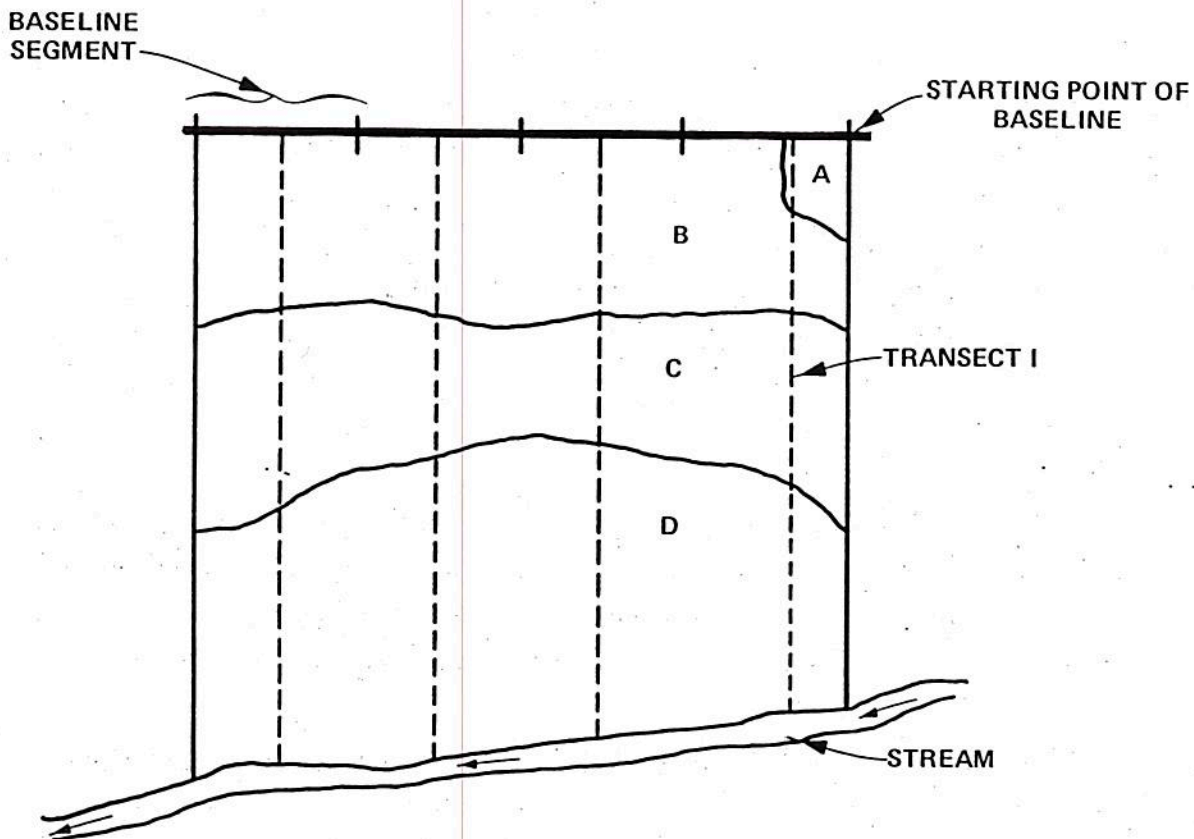 BASELINE
SEGMENT
STARTING POINT OF
BASELINE
A
B
C
TRANSECT I
D
STREAM